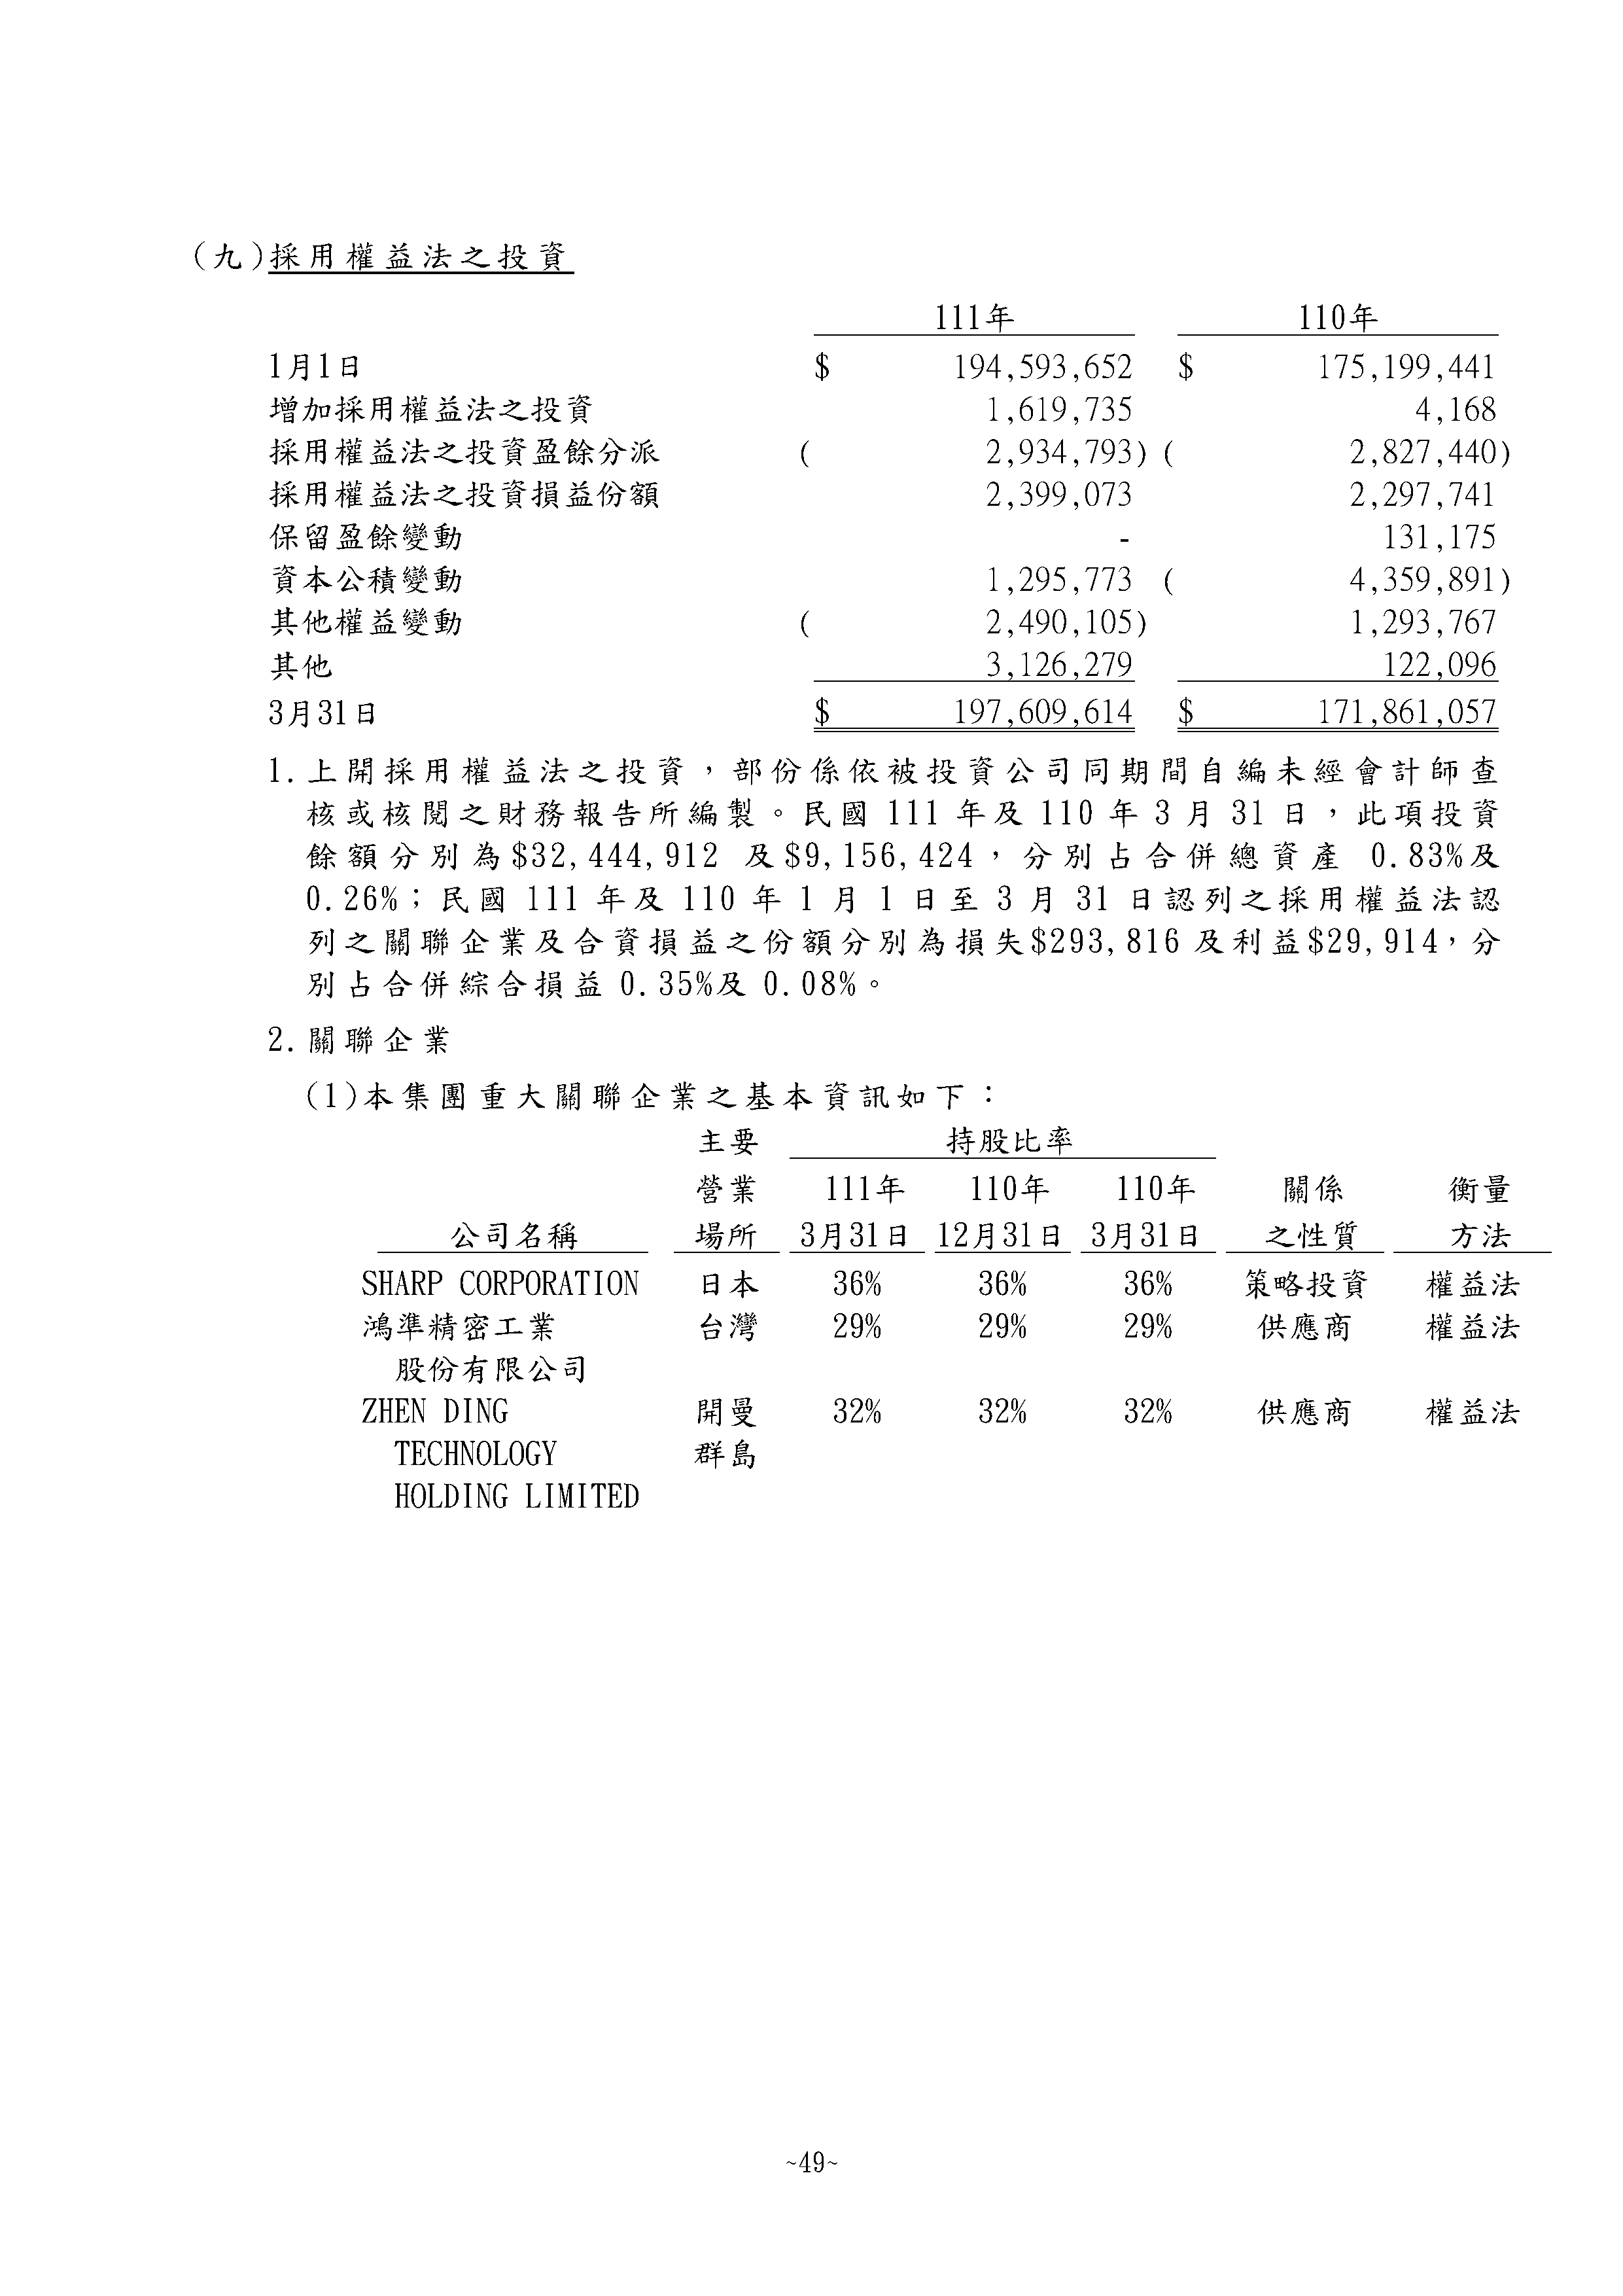 (九)採用權益法之投資
111年 110年
1月1日 $ 194,593,652 $ 175,199,441
增加採用權益法之投資 1,619,735 4,168
採用權益法之投資盈餘分派 ( 2,934,793) ( 2,827,440)
採用權益法之投資損益份額 2,399,073 2,297,741
保留盈餘變動 - 131,175
資本公積變動 1,295,773 ( 4,359,891)
其他權益變動 ( 2,490,105) 1,293,767
其他 3,126,279 122,096
3月31日 $ 197,609,614 $ 171,861,057
1.上開採用權益法之投資，部份係依被投資公司同期間自編未經會計師查
核或核閱之財務報告所編製。民國 111 年及 110 年 3 月 31 日，此項投資
餘額分別為$32,444,912 及$9,156,424，分別占合併總資產 0.83%及
0.26%；民國 111 年及 110 年 1 月 1 日至 3 月 31 日認列之採用權益法認
列之關聯企業及合資損益之份額分別為損失$293,816 及利益$29,914，分
別占合併綜合損益 0.35%及 0.08%。
2.關聯企業
(1)本集團重大關聯企業之基本資訊如下：
主要 持股比率
營業 111年 110年 110年 關係 衡量
公司名稱 場所 3月31日 12月31日 3月31日 之性質 方法
SHARP CORPORATION 日本 36% 36% 36% 策略投資 權益法
鴻準精密工業 台灣 29% 29% 29% 供應商 權益法
股份有限公司
ZHEN DING 開曼 32% 32% 32% 供應商 權益法
TECHNOLOGY 群島
HOLDING LIMITED
~49~